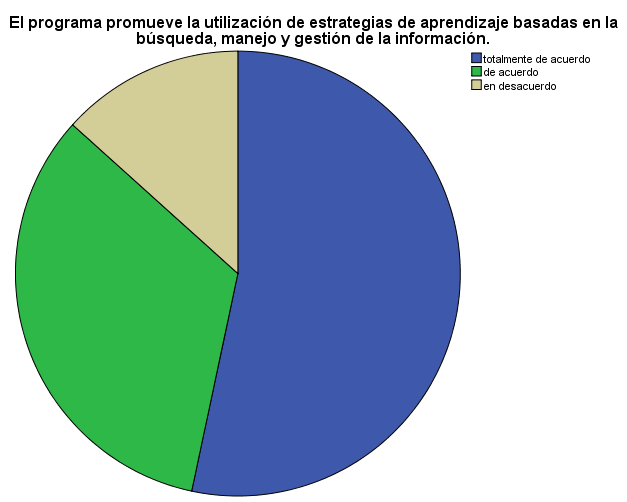 El programa promueve la utilización de estrategias de aprendizaje basadas en la
búsqueda, manejo y gestión de la información.
totalmente de acuerdo
de acuerdo
en desacuerdo